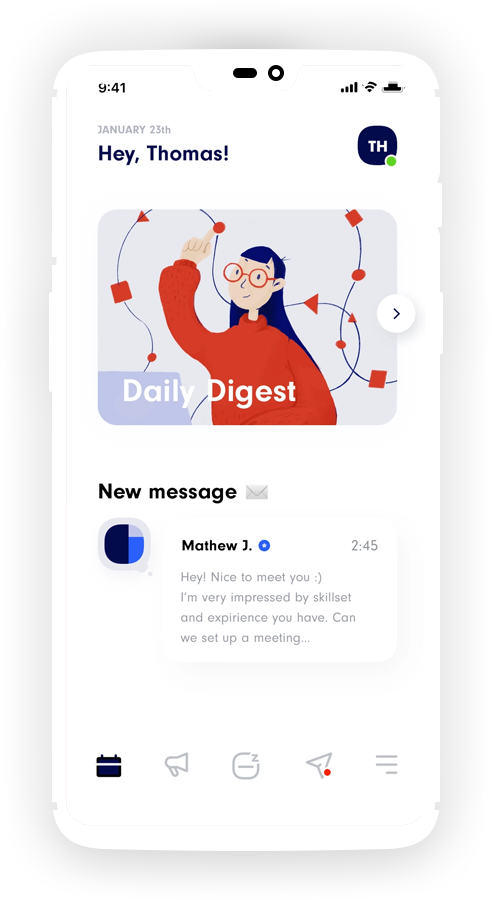 9:41
JANUARY 23th
Hey, Thomas!
TH
Daily Digest
New message
Mathew J.
2:45
Hey! Nice to meet you :)
I'm very impressed by skillset
and expirience you have. Can
we set up a meeting...
z